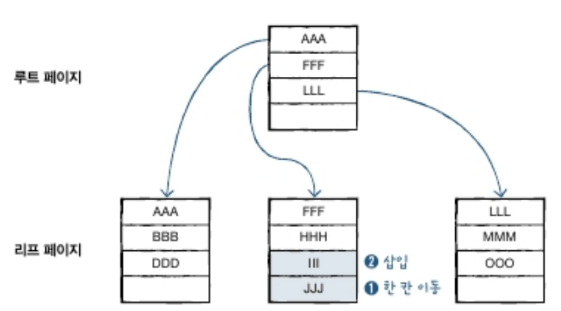 루트 페이지
AAA
FFF
LLL
리프 페이지
AAA
BBB
DDD
FFF
HHH
III
JJJ
❷ 삽입
❶ 한 칸 이동
LLL
MMM
OOO